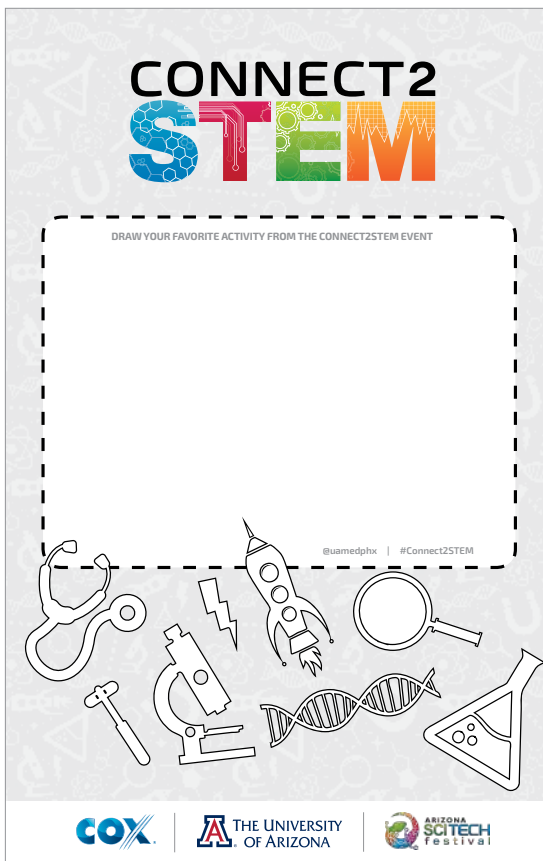 CONNECT2
STEM
DRAW YOUR FAVORITE ACTIVITY FROM THE CONNECT2STEM EVENT
@uamedphx | #Connect2STEM
COX
A THE UNIVERSITY
OF ARIZONA
ARIZONA
SCITECH
festival